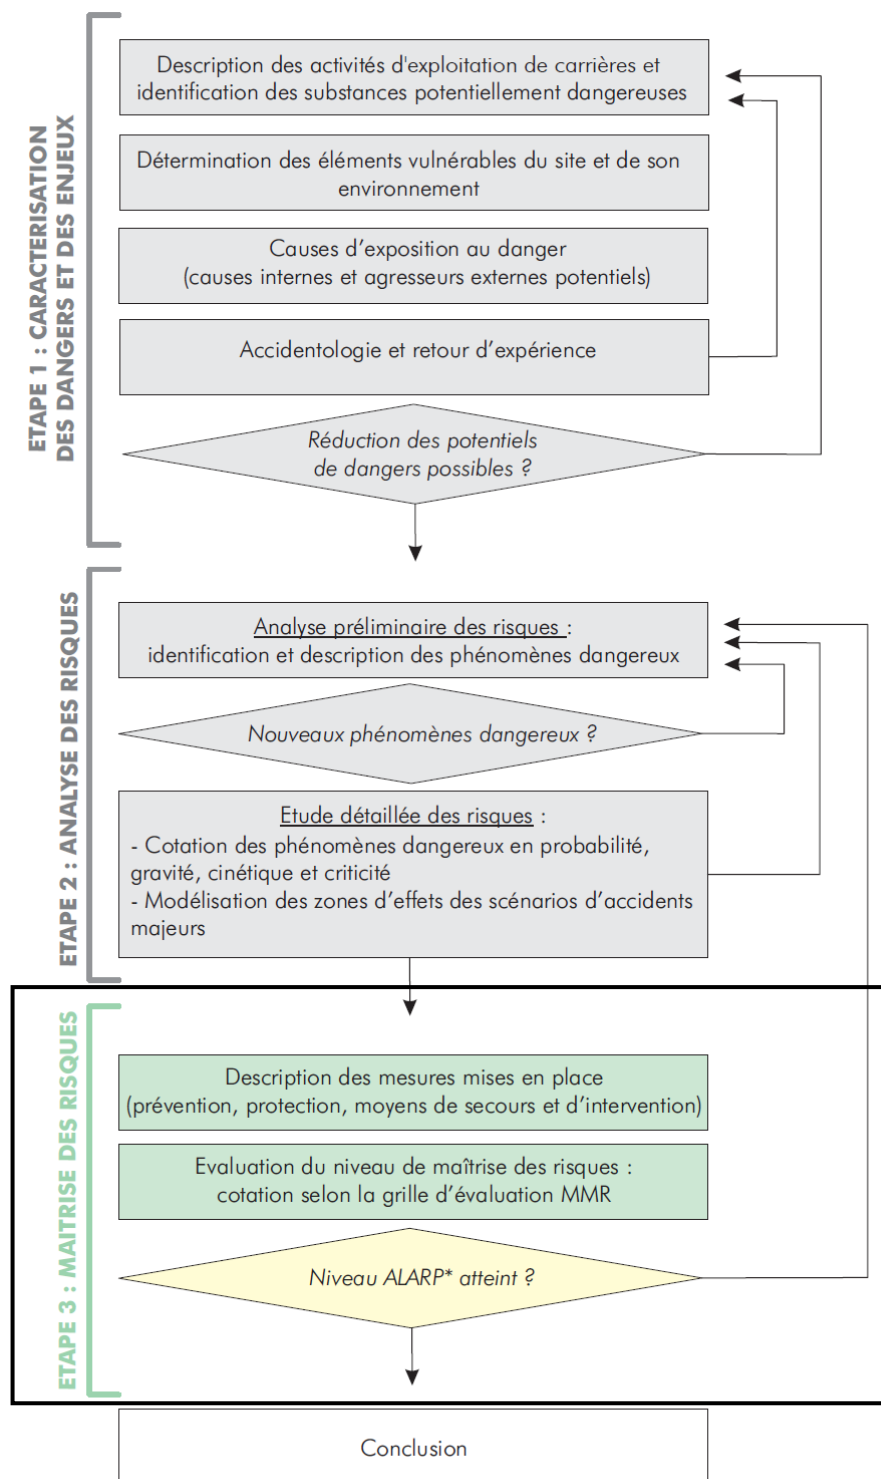 ETAPE 1 : CARACTERISATION
DES DANGERS ET DES ENJEUX
Description des activités d'exploitation de carrières et
identification des substances potentiellement dangereuses
Détermination des éléments vulnérables du site et de son
environnement
Causes d’exposition au danger
(causes internes et agresseurs externes potentiels)
Accidentologie et retour d’expérience
Réduction des potentiels
de dangers possibles ?
ETAPE 2 : ANALYSE DES RISQUES
Analyse préliminaire des risques :
identification et description des phénomènes dangereux
Nouveaux phénomènes dangereux ?
Etude détaillée des risques :
- Cotation des phénomènes dangereux en probabilité,
gravité, cinétique et criticité
- Modélisation des zones d’effets des scénarios d’accidents
majeurs
ETAPE 3 : MAITRISE DES RISQUES
Description des mesures mises en place
(prévention, protection, moyens de secours et d’intervention)
Evaluation du niveau de maîtrise des risques :
cotation selon la grille d’évaluation MMR
Niveau ALARP* atteint ?
Conclusion